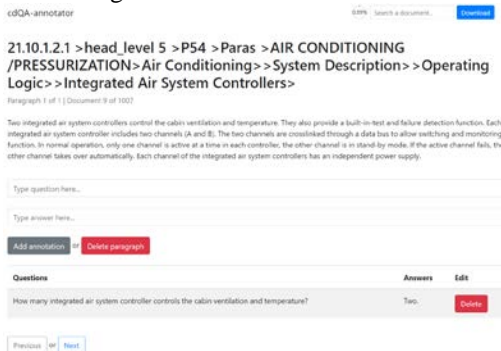 cdQA-annotator
0.89% Search a document... Download
21.10.1.2.1 >head_level 5 >P54 >Paras >AIR CONDITIONING
/PRESSURIZATION>Air Conditioning>>System Description>>Operating
Logic>>Integrated Air System Controllers>
Paragraph 1 of 1 | Document 9 of 1007
Two integrated air system controllers control the cabin ventilation and temperature. They also provide a built-in-test and failure detection function. Each
integrated air system controller includes two channels (A and B). The two channels are crosslinked through a data bus to allow switching and monitoring
function. In normal operation, only one channel is active at a time in each controller, the other channel is in stand-by mode. If the active channel fails, the
other channel takes over automatically. Each channel of the integrated air system controllers has an independent power supply.
Type question here...
Type answer here...
Add annotation or Delete paragraph
Questions Answers Edit
How many integrated air system controller controls the cabin ventilation and temperature? Two. Delete
Previous or Next